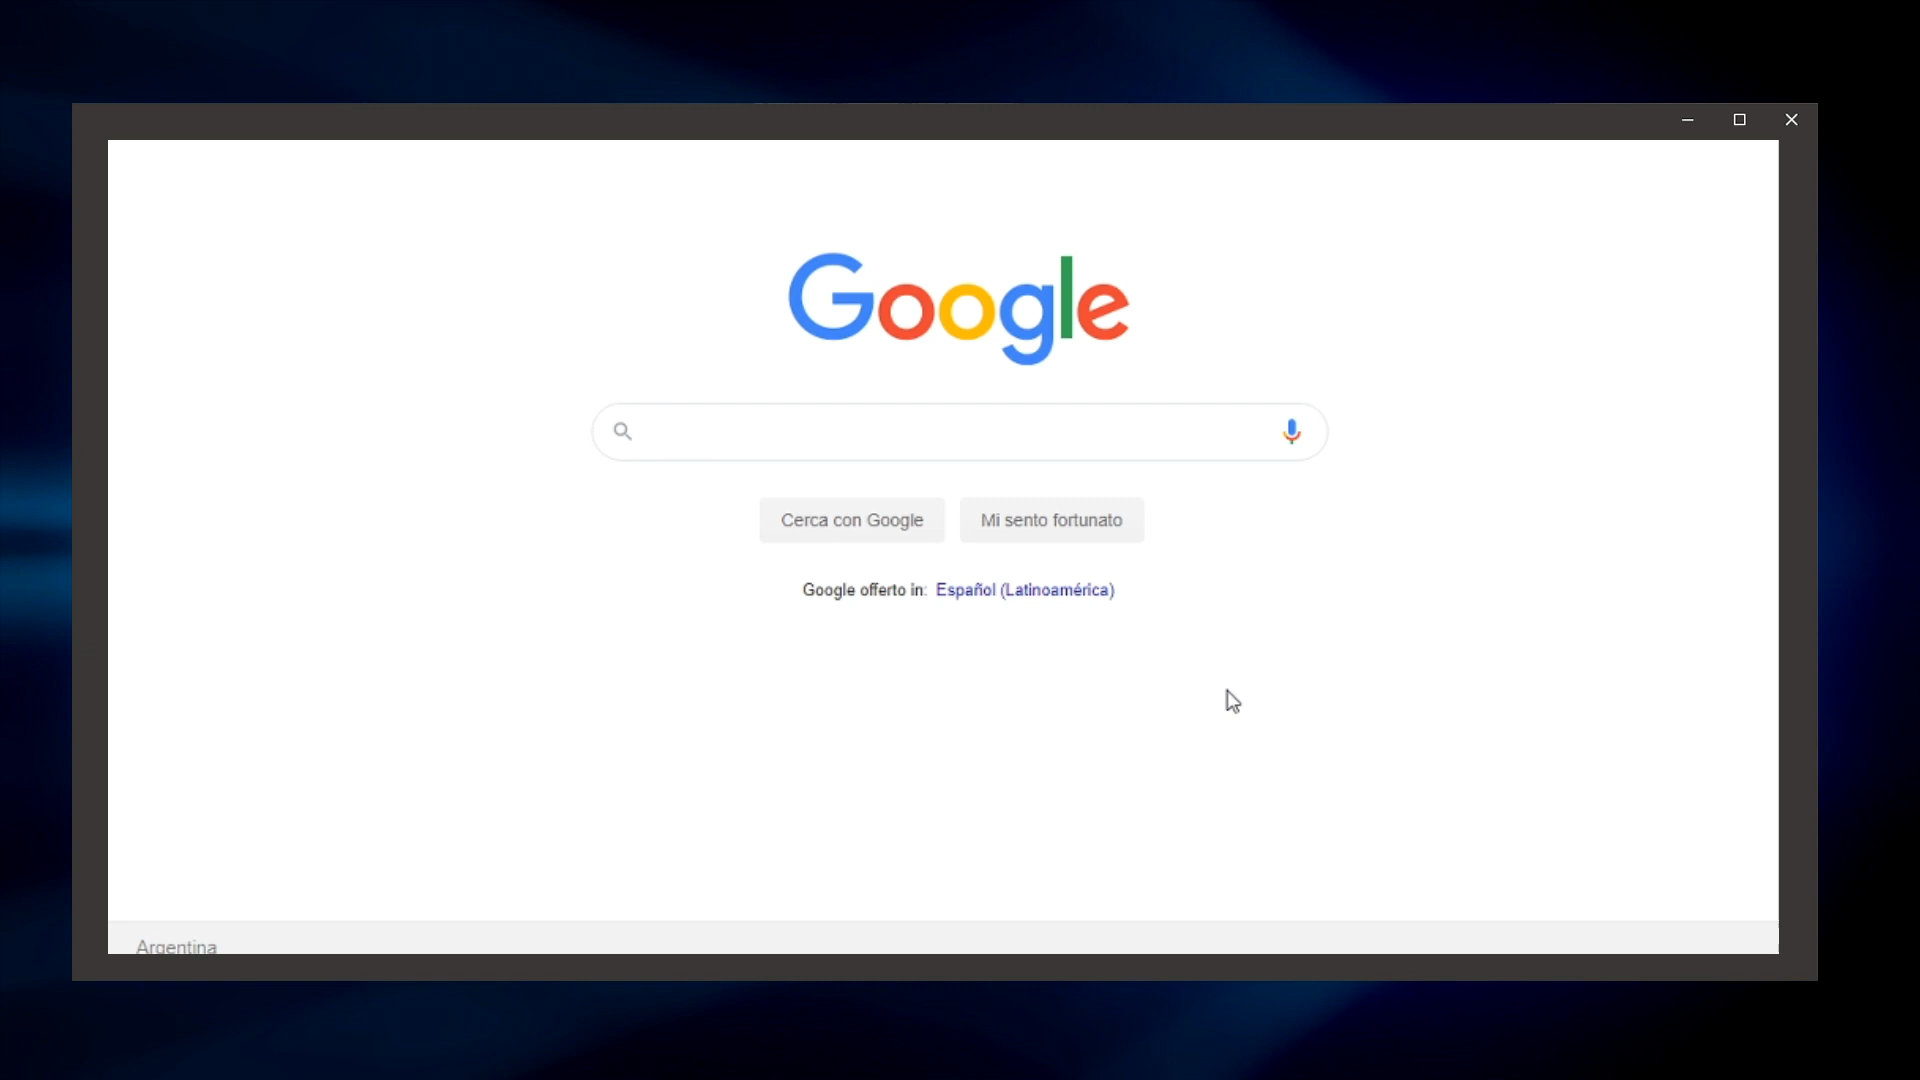 Google
Cerca con Google
Mi sento fortunato
Google offerto in: Español (Latinoamérica)
Argentina